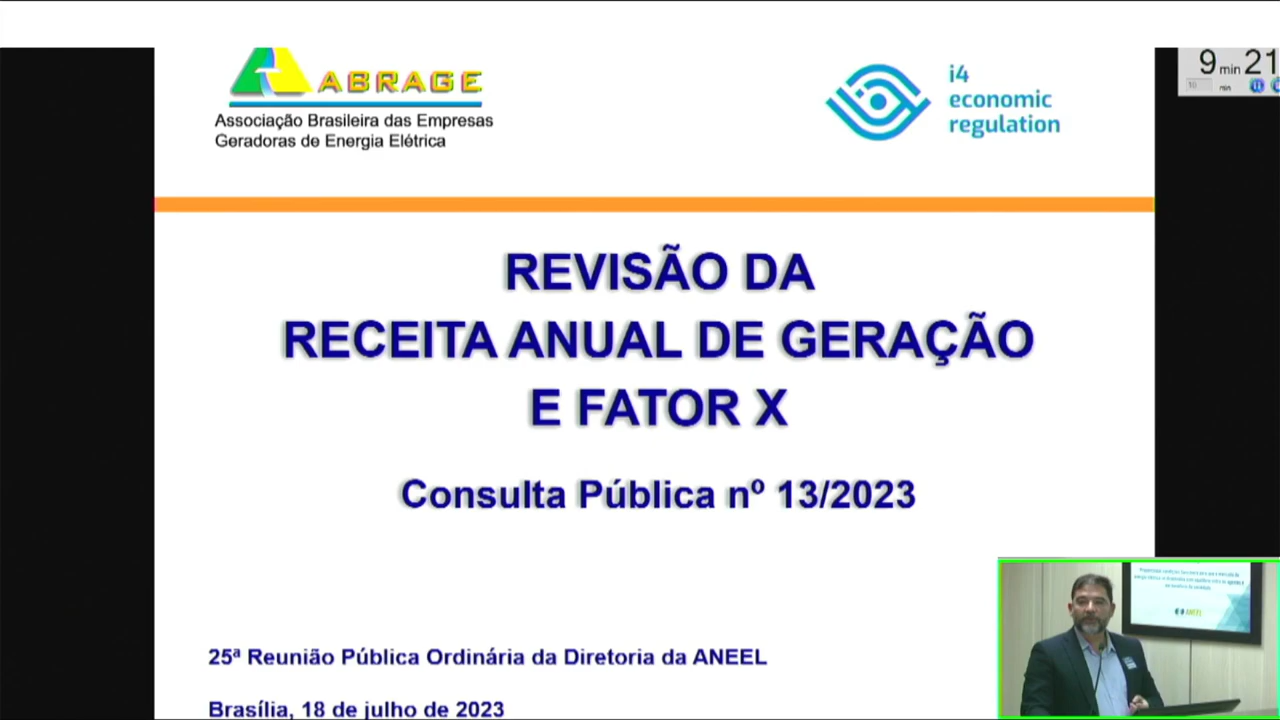 ABRAGE
Associação Brasileira das Empresas
Geradoras de Energia Elétrica
i4
economic
regulation
9 min 21
min
REVISÃO DA
RECEITA ANUAL DE GERAÇÃO
E FATOR X
Consulta Pública nº 13/2023
25ª Reunião Pública Ordinária da Diretoria da ANEEL
Brasília, 18 de julho de 2023
ANEEL